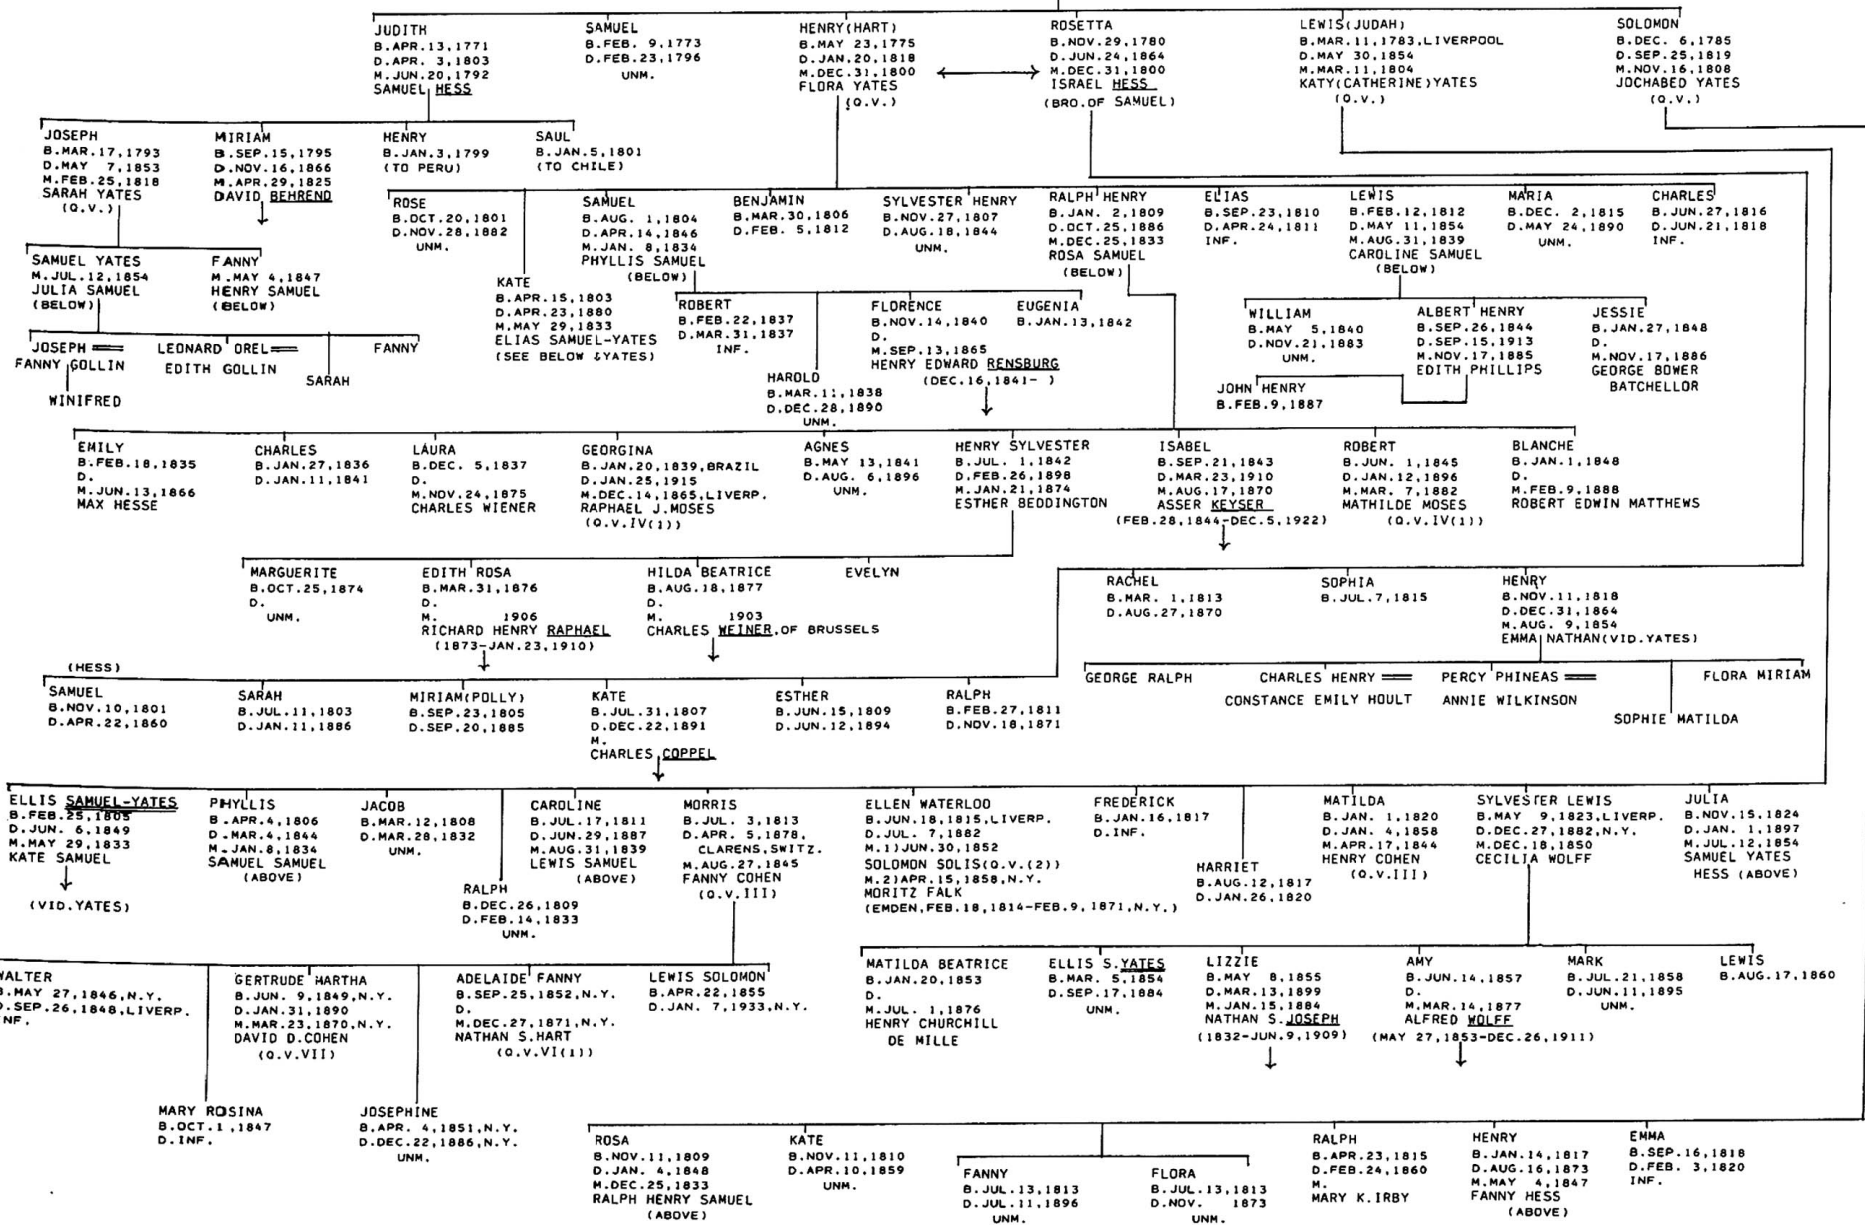 JUDITH
B.APR.13,1771
D.APR. 3,1803
M.JUN.20,1792
SAMUEL HESS
SAMUEL
B.FEB. 9,1773
D.FEB.23,1796
UNM.
HENRY(HART)
B.MAY 23,1775
D.JAN.20,1818
M.DEC.31,1800
FLORA YATES
(Q.V.)
ROSETTA
B.NOV.29,1780
D.JUN.24,1864
M.DEC.31,1800
ISRAEL HESS
(BRO.OF SAMUEL)
LEWIS(JUDAH)
B.MAR.11,1783,LIVERPOOL
D.MAY 30,1854
M.MAR.11,1804
KATY(CATHERINE)YATES
(Q.V.)
SOLOMON
B.DEC. 6,1785
D.SEP.25,1819
M.NOV.16,1808
JOCHABED YATES
(Q.V.)
JOSEPH
B.MAR.17,1793
D.MAY 7,1853
M.FEB.25,1818
SARAH YATES
(Q.V.)
MIRIAM
B.SEP.15,1795
D.NOV.16,1866
M.APR.29,1825
DAVID BEHREND
HENRY
B.JAN.3,1799
(TO PERU)
SAUL
B.JAN.5,1801
(TO CHILE)
ROSE
B.OCT.20,1801
D.NOV.28,1882
UNM.
SAMUEL
B.AUG. 1,1804
D.APR.14,1846
M.JAN. 8,1834
PHYLLIS SAMUEL
(BELOW)
BENJAMIN
B.MAR.30,1806
D.FEB. 5,1812
SYLVESTER HENRY
B.NOV.27,1807
D.AUG.18,1844
UNM.
RALPH HENRY
B.JAN. 2,1809
D.OCT.25,1886
M.DEC.25,1833
ROSA SAMUEL
(BELOW)
ELIAS
B.SEP.23,1810
D.APR.24,1811
INF.
LEWIS
B.FEB.12,1812
D.MAY 11,1854
M.AUG.31,1839
CAROLINE SAMUEL
(BELOW)
MARIA
B.DEC. 2,1815
D.MAY 24,1890
UNM.
CHARLES
B.JUN.27,1816
D.JUN.21,1818
INF.
SAMUEL YATES
M.JUL.12,1854
JULIA SAMUEL
(BELOW)
FANNY
M.MAY 4,1847
HENRY SAMUEL
(BELOW)
KATE
B.APR.15,1803
D.APR.23,1880
M.MAY 29,1833
ELIAS SAMUEL-YATES
(SEE BELOW &YATES)
ROBERT
B.FEB.22,1837
D.MAR.31,1837
INF.
FLORENCE
B.NOV.14,1840
D.
M.SEP.13,1865
HENRY EDWARD RENSBURG
(DEC.16,1841- )
EUGENIA
B.JAN.13,1842
WILLIAM
B.MAY 5,1840
D.NOV.21,1883
UNM.
ALBERT HENRY
B.SEP.26,1844
D.SEP.15,1913
M.NOV.17,1885
EDITH PHILLIPS
JESSIE
B.JAN.27,1848
D.
M.NOV.17,1886
GEORGE BOWER
BATCHELLOR
JOSEPH
FANNY GOLLIN
LEONARD OREL
EDITH GOLLIN
SARAH
FANNY
WINIFRED
HAROLD
B.MAR.11,1838
D.DEC.28,1890
UNM.
JOHN HENRY
B.FEB.9,1887
EMILY
B.FEB.18,1835
D.
M.JUN.13,1866
MAX HESSE
CHARLES
B.JAN.27,1836
D.JAN.11,1841
LAURA
B.DEC. 5,1837
D.
M.NOV.24,1875
CHARLES WIENER
GEORGINA
B.JAN.20,1839,BRAZIL
D.JAN.25,1915
M.DEC.14,1865,LIVERP.
RAPHAEL J.MOSES
(Q.V.IV(1))
AGNES
B.MAY 13,1841
D.AUG. 6,1896
UNM.
HENRY SYLVESTER
B.JUL. 1,1842
D.FEB.26,1898
M.JAN.21,1874
ESTHER BEDDINGTON
ISABEL
B.SEP.21,1843
D.MAR.23,1910
M.AUG.17,1870
ASSER KEYSER
(FEB.28,1844-DEC.5,1922)
ROBERT
B.JUN. 1,1845
D.JAN.12,1896
M.MAR. 7,1882
MATHILDE MOSES
(Q.V.IV(1))
BLANCHE
B.JAN.1,1848
D.
M.FEB.9,1888
ROBERT EDWIN MATTHEWS
MARGUERITE
B.OCT.25,1874
D.
UNM.
EDITH ROSA
B.MAR.31,1876
D.
M. 1906
RICHARD HENRY RAPHAEL
(1873-JAN.23,1910)
HILDA BEATRICE
B.AUG.18,1877
D.
M. 1903
CHARLES WEINER,OF BRUSSELS
EVELYN
RACHEL
B.MAR. 1,1813
D.AUG.27,1870
SOPHIA
B.JUL.7,1815
HENRY
B.NOV.11,1818
D.DEC.31,1864
M.AUG. 9,1854
EMMA NATHAN(VID.YATES)
(HESS)
SAMUEL
B.NOV.10,1801
D.APR.22,1860
SARAH
B.JUL.11,1803
D.JAN.11,1886
MIRIAM(POLLY)
B.SEP.23,1805
D.SEP.20,1885
KATE
B.JUL.31,1807
D.DEC.22,1891
M.
CHARLES COPPEL
ESTHER
B.JUN.15,1809
D.JUN.12,1894
RALPH
B.FEB.27,1811
D.NOV.18,1871
GEORGE RALPH
CHARLES HENRY
CONSTANCE EMILY HOULT
PERCY PHINEAS
ANNIE WILKINSON
SOPHIE MATILDA
FLORA MIRIAM
ELLIS SAMUEL-YATES
B.FEB.25,1805
D.JUN. 6,1849
M.MAY 29,1833
KATE SAMUEL
(VID.YATES)
PHYLLIS
B.APR.4,1806
D.MAR.4,1844
M.JAN.8,1834
SAMUEL SAMUEL
(ABOVE)
JACOB
B.MAR.12,1808
D.MAR.28,1832
UNM.
RALPH
B.DEC.26,1809
D.FEB.14,1833
UNM.
CAROLINE
B.JUL.17,1811
D.JUN.29,1887
M.AUG.31,1839
LEWIS SAMUEL
(ABOVE)
MORRIS
B.JUL. 3,1813
D.APR. 5,1878,
CLARENS,SWITZ.
M.AUG.27,1845
FANNY COHEN
(Q.V.III)
ELLEN WATERLOO
B.JUN.18,1815,LIVERP.
D.JUL. 7,1882
M.1)JUN.30,1852
SOLOMON SOLIS(Q.V.(2))
M.2)APR.15,1858,N.Y.
MORITZ FALK
(EMDEN,FEB.18,1814-FEB.9,1871,N.Y.)
FREDERICK
B.JAN.16,1817
D.INF.
HARRIET
B.AUG.12,1817
D.JAN.26,1820
MATILDA
B.JAN. 1,1820
D.JAN. 4,1858
M.APR.17,1844
HENRY COHEN
(Q.V.III)
SYLVESTER LEWIS
B.MAY 9,1823,LIVERP.
D.DEC.27,1882,N.Y.
M.DEC.18,1850
CECILIA WOLFF
JULIA
B.NOV.15,1824
D.JAN. 1,1897
M.JUL.12,1854
SAMUEL YATES
HESS (ABOVE)
WALTER
B.MAY 27,1846,N.Y.
D.SEP.26,1848,LIVERP.
INF.
GERTRUDE HARTHA
B.JUN. 9,1849,N.Y.
D.JAN.31,1890
M.MAR.23,1870,N.Y.
DAVID D.COHEN
(Q.V.VII)
ADELAIDE FANNY
B.SEP.25,1852,N.Y.
D.
M.DEC.27,1871,N.Y.
NATHAN S.HART
(Q.V.VI(1))
LEWIS SOLOMON
B.APR.22,1855
D.JAN. 7,1933,N.Y.
MATILDA BEATRICE
B.JAN.20,1853
D.
M.JUL. 1,1876
HENRY CHURCHILL
DE MILLE
ELLIS S.YATES
B.MAR. 5,1854
D.SEP.17,1884
UNM.
LIZZIE
B.MAY 8,1855
D.MAR.13,1899
M.JAN.15,1884
NATHAN S.JOSEPH
(1832-JUN.9,1909)
AMY
B.JUN.14,1857
D.
M.MAR.14,1877
ALFRED WOLFF
(MAY 27,1853-DEC.26,1911)
MARK
B.JUL.21,1858
D.JUN.11,1895
UNM.
LEWIS
B.AUG.17,1860
MARY ROSINA
B.OCT.1,1847
D.INF.
JOSEPHINE
B.APR. 4,1851,N.Y.
D.DEC.22,1886,N.Y.
UNM.
ROSA
B.NOV.11,1809
D.JAN. 4,1848
M.DEC.25,1833
RALPH HENRY SAMUEL
(ABOVE)
KATE
B.NOV.11,1810
D.APR.10,1859
UNM.
FANNY
B.JUL.13,1813
D.JUL.11,1896
UNM.
FLORA
B.JUL.13,1813
D.NOV. 1873
UNM.
RALPH
B.APR.23,1815
D.FEB.24,1860
M.
MARY K.IRBY
HENRY
B.JAN.14,1817
D.AUG.16,1873
M.MAY 4,1847
FANNY HESS
(ABOVE)
EMMA
B.SEP.16,1818
D.FEB. 3,1820
INF.